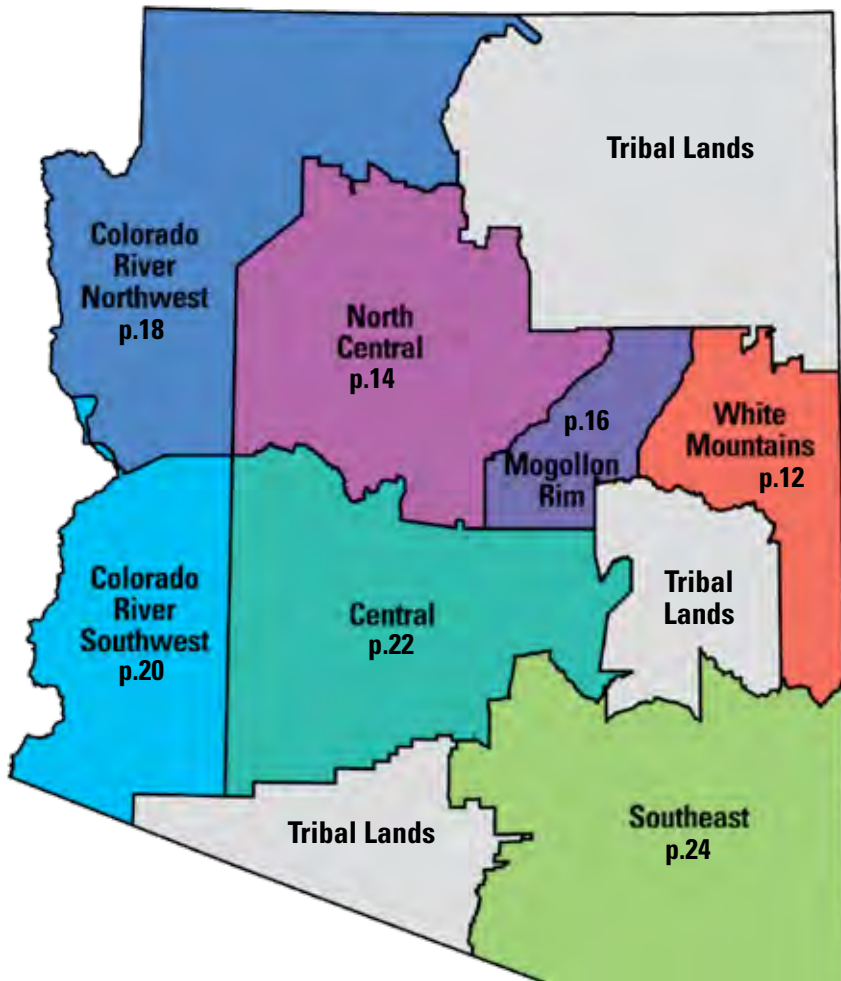 Tribal Lands
Colorado
River
Northwest
p.18
North
Central
p.14
p.16
Mogollon
Rim
White
Mountains
p.12
Colorado
River
Southwest
p.20
Central
p.22
Tribal
Lands
Tribal Lands
Southeast
p.24